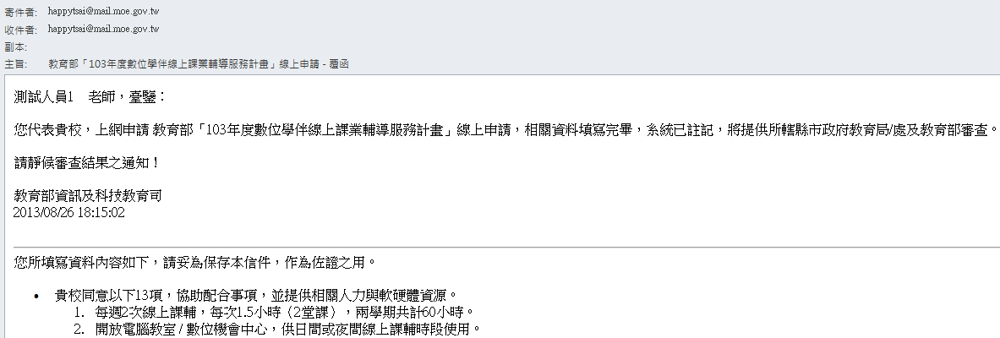 寄件者: happytsai@mail.moe.gov.tw
收件者: happytsai@mail.moe.gov.tw
副本:
主旨: 教育部「103年度數位學伴線上課業輔導服務計畫」線上申請 - 覆函
測試人員1 老師，臺鑒：
您代表貴校，上網申請 教育部「103年度數位學伴線上課業輔導服務計畫」線上申請，相關資料填寫完畢，系統已註記，將提供所轄縣市政府教育局/處及教育部審查。
請靜候審查結果之通知！
教育部資訊及科技教育司
2013/08/26 18:15:02
您所填寫資料內容如下，請妥為保存本信件，作為佐證之用。
• 貴校同意以下13項，協助配合事項，並提供相關人力與軟硬體資源。
1. 每週2次線上課輔，每次1.5小時（2堂課），兩學期共計60小時。
2. 開放電腦教室 / 數位機會中心，供日間或夜間線上課輔時段使用。